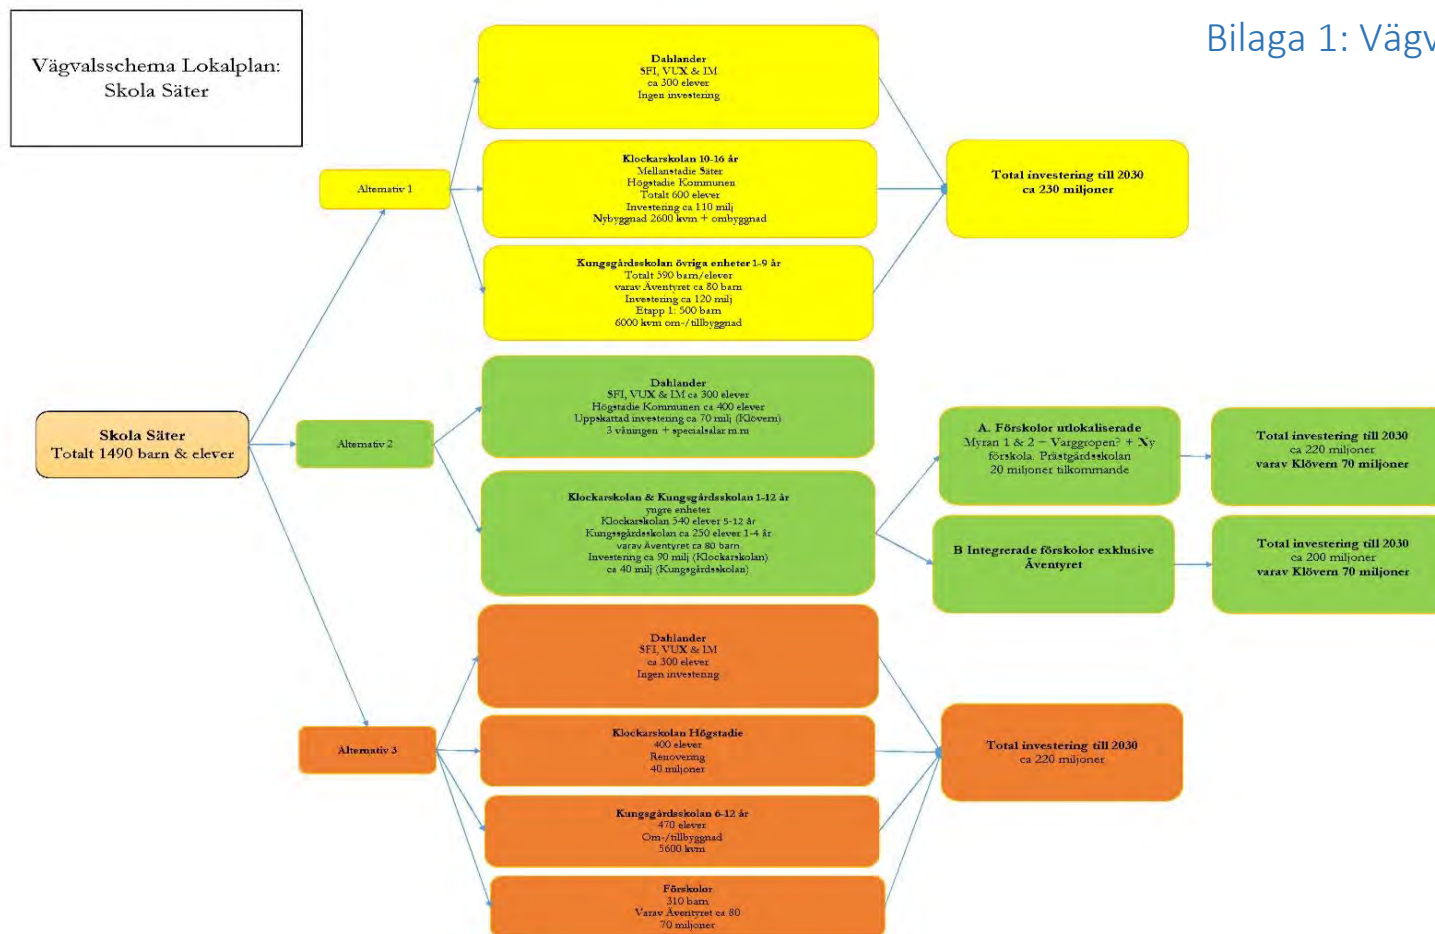 Bilaga 1: Vägv
Vägvalsschema Lokalplan:
Skola Säter
Skola Säter
Totalt 1490 barn & elever
Alternativ 1
Dahlander
SFI, VUX & IM
ca 300 elever
Ingen investering
Klockarskolan 10-16 år
Mellanstadie Säter
Högstadie Kommunen
Totalt 600 elever
Investering ca 110 milj
Nybyggnad 2600 kvm + ombyggnad
Kungsgårdsskolan övriga enheter 1-9 år
Totalt 590 barn/elever
varav Äventyret ca 80 barn
Investering ca 120 milj
Etapp 1: 500 barn
6000 kvm om-/tillbyggnad
Total investering till 2030
ca 230 miljoner
Alternativ 2
Dahlander
SFI, VUX & IM ca 300 elever
Högstadie Kommunen ca 400 elever
Uppskattad investering ca 70 milj (Klövern)
3 våningen + specialsalar m.m
Klockarskolan & Kungsgårdsskolan 1-12 år
yngre enheter
Klockarskolan 540 elever 5-12 år
Kungsgårdsskolan ca 250 elever 1-4 år
varav Äventyret ca 80 barn
Investering ca 90 milj (Klockarskolan)
ca 40 milj (Kungsgårdsskolan)
A. Förskolor utlokaliserade
Myran 1 & 2 – Varggropen? + Ny
förskola. Prästgårdsskolan
20 miljoner tilkommande
Total investering till 2030
ca 220 miljoner
varav Klövern 70 miljoner
B Integrerade förskolor exklusive
Äventyret
Total investering till 2030
ca 200 miljoner
varav Klövern 70 miljoner
Alternativ 3
Dahlander
SFI, VUX & IM
ca 300 elever
Ingen investering
Klockarskolan Högstadie
400 elever
Renovering
40 miljoner
Kungsgårdsskolan 6-12 år
470 elever
Om-/tillbyggnad
5600 kvm
Förskolor
310 barn
Varav Äventyret ca 80
70 miljoner
Total investering till 2030
ca 220 miljoner